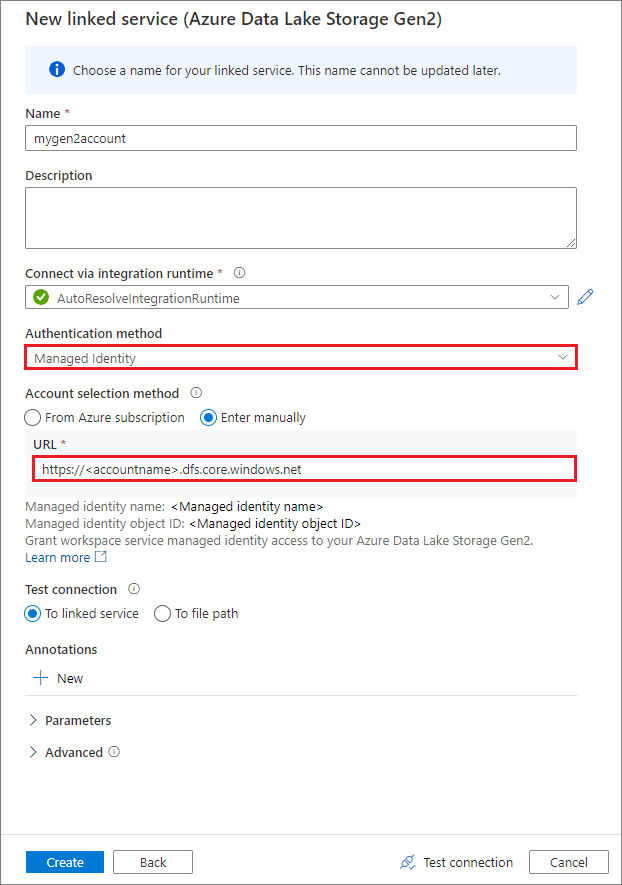 New linked service (Azure Data Lake Storage Gen2)
Choose a name for your linked service. This name cannot be updated later.
Name *
mygen2account
Description
Connect via integration runtime *
AutoResolveIntegrationRuntime
Authentication method
Managed Identity
Account selection method
From Azure subscription Enter manually
URL *
https://<accountname>.dfs.core.windows.net
Managed identity name: <Managed identity name>
Managed identity object ID: <Managed identity object ID>
Grant workspace service managed identity access to your Azure Data Lake Storage Gen2.
Learn more
Test connection
To linked service To file path
Annotations
New
Parameters
Advanced
Create Back Test connection Cancel